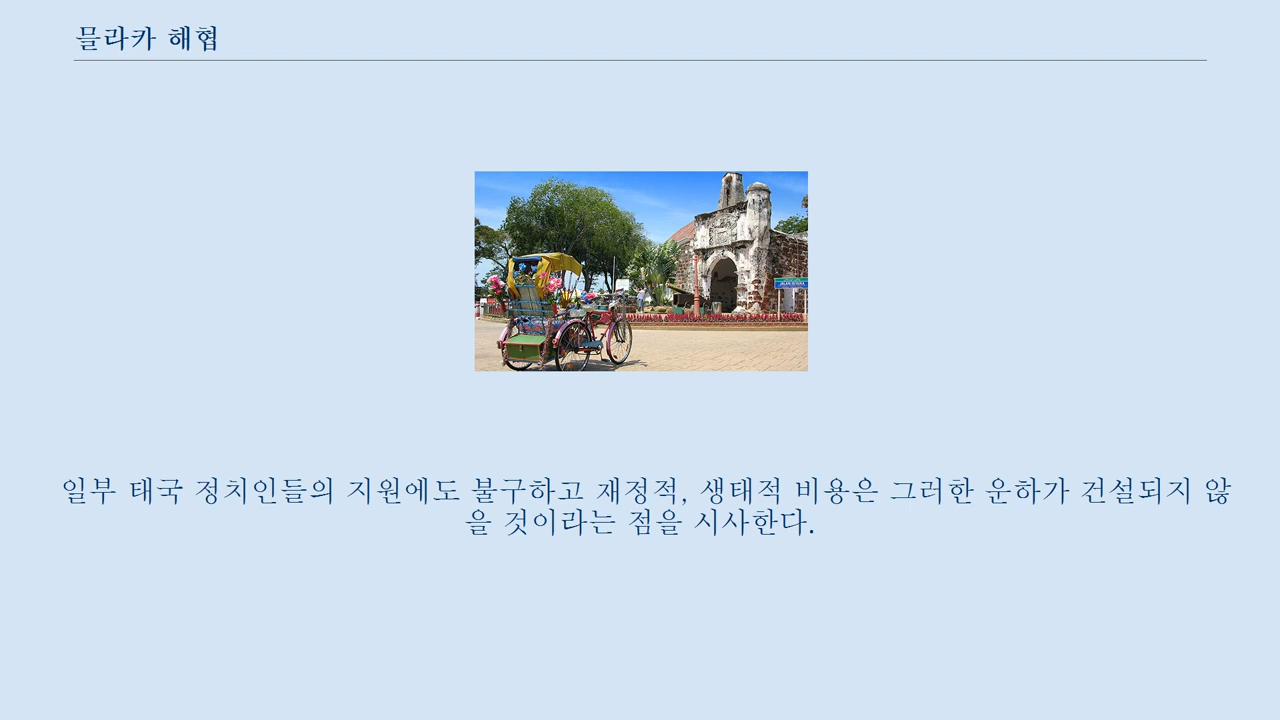 믈라카 해협
일부 태국 정치인들의 지원에도 불구하고 재정적, 생태적 비용은 그러한 운하가 건설되지 않
을 것이라는 점을 시사한다.